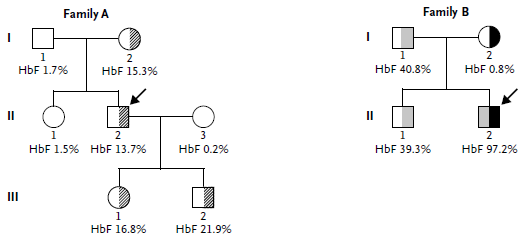 Family A
I
1
HbF 1.7%
2
HbF 15.3%
II
1
HbF 1.5%
2
HbF 13.7%
3
HbF 0.2%
III
1
HbF 16.8%
2
HbF 21.9%
Family B
I
1
HbF 40.8%
2
HbF 0.8%
II
1
HbF 39.3%
2
HbF 97.2%